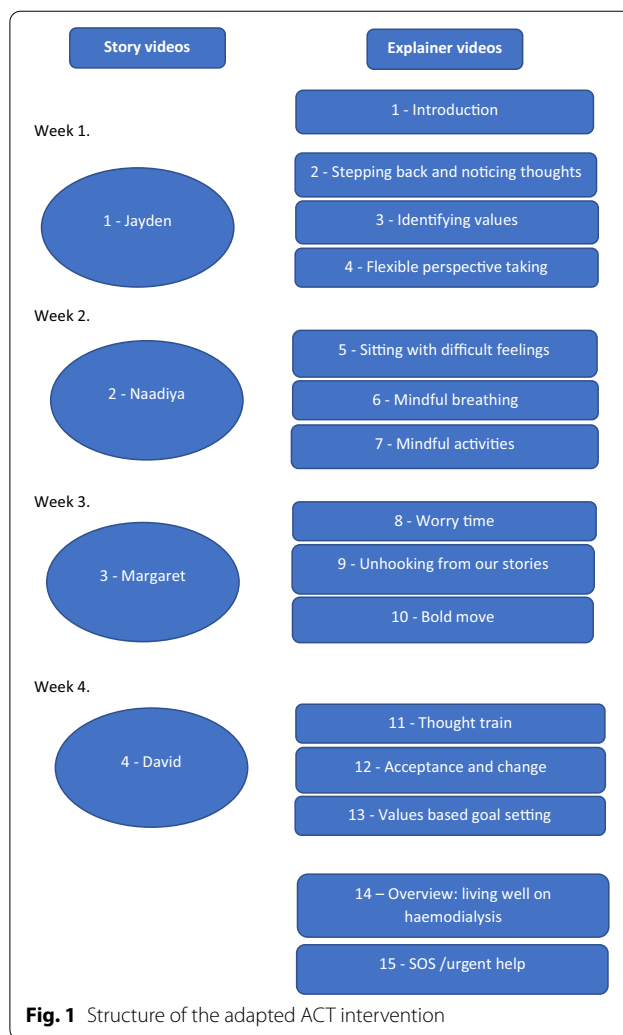 Story videos
Explainer videos
1 - Introduction
Week 1.
2 - Stepping back and noticing thoughts
1 - Jayden
3 - Identifying values
4 - Flexible perspective taking
Week 2.
5 - Sitting with difficult feelings
2 - Naadiya
6 - Mindful breathing
7 - Mindful activities
Week 3.
8 - Worry time
9 - Unhooking from our stories
3 - Margaret
10 - Bold move
Week 4.
11 - Thought train
4 - David
12 - Acceptance and change
13 - Values based goal setting
14 – Overview: living well on
haemodialysis
15 - SOS /urgent help
Fig. 1 Structure of the adapted ACT intervention